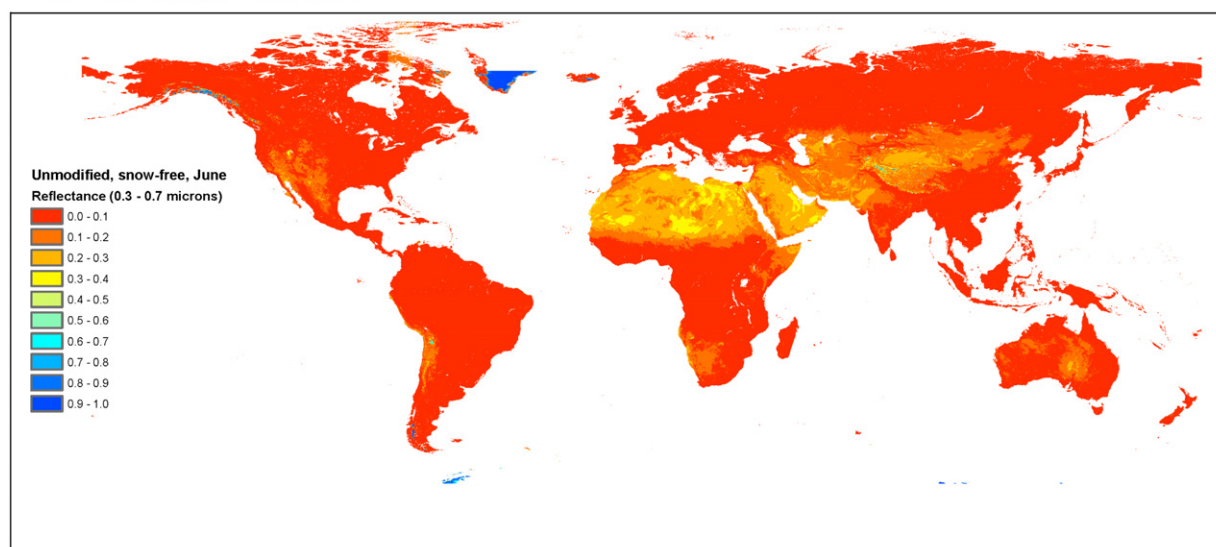 Unmodified, snow-free, June
Reflectance (0.3 - 0.7 microns)
0.0 - 0.1
0.1 - 0.2
0.2 - 0.3
0.3 - 0.4
0.4 - 0.5
0.5 - 0.6
0.6 - 0.7
0.7 - 0.8
0.8 - 0.9
0.9 - 1.0